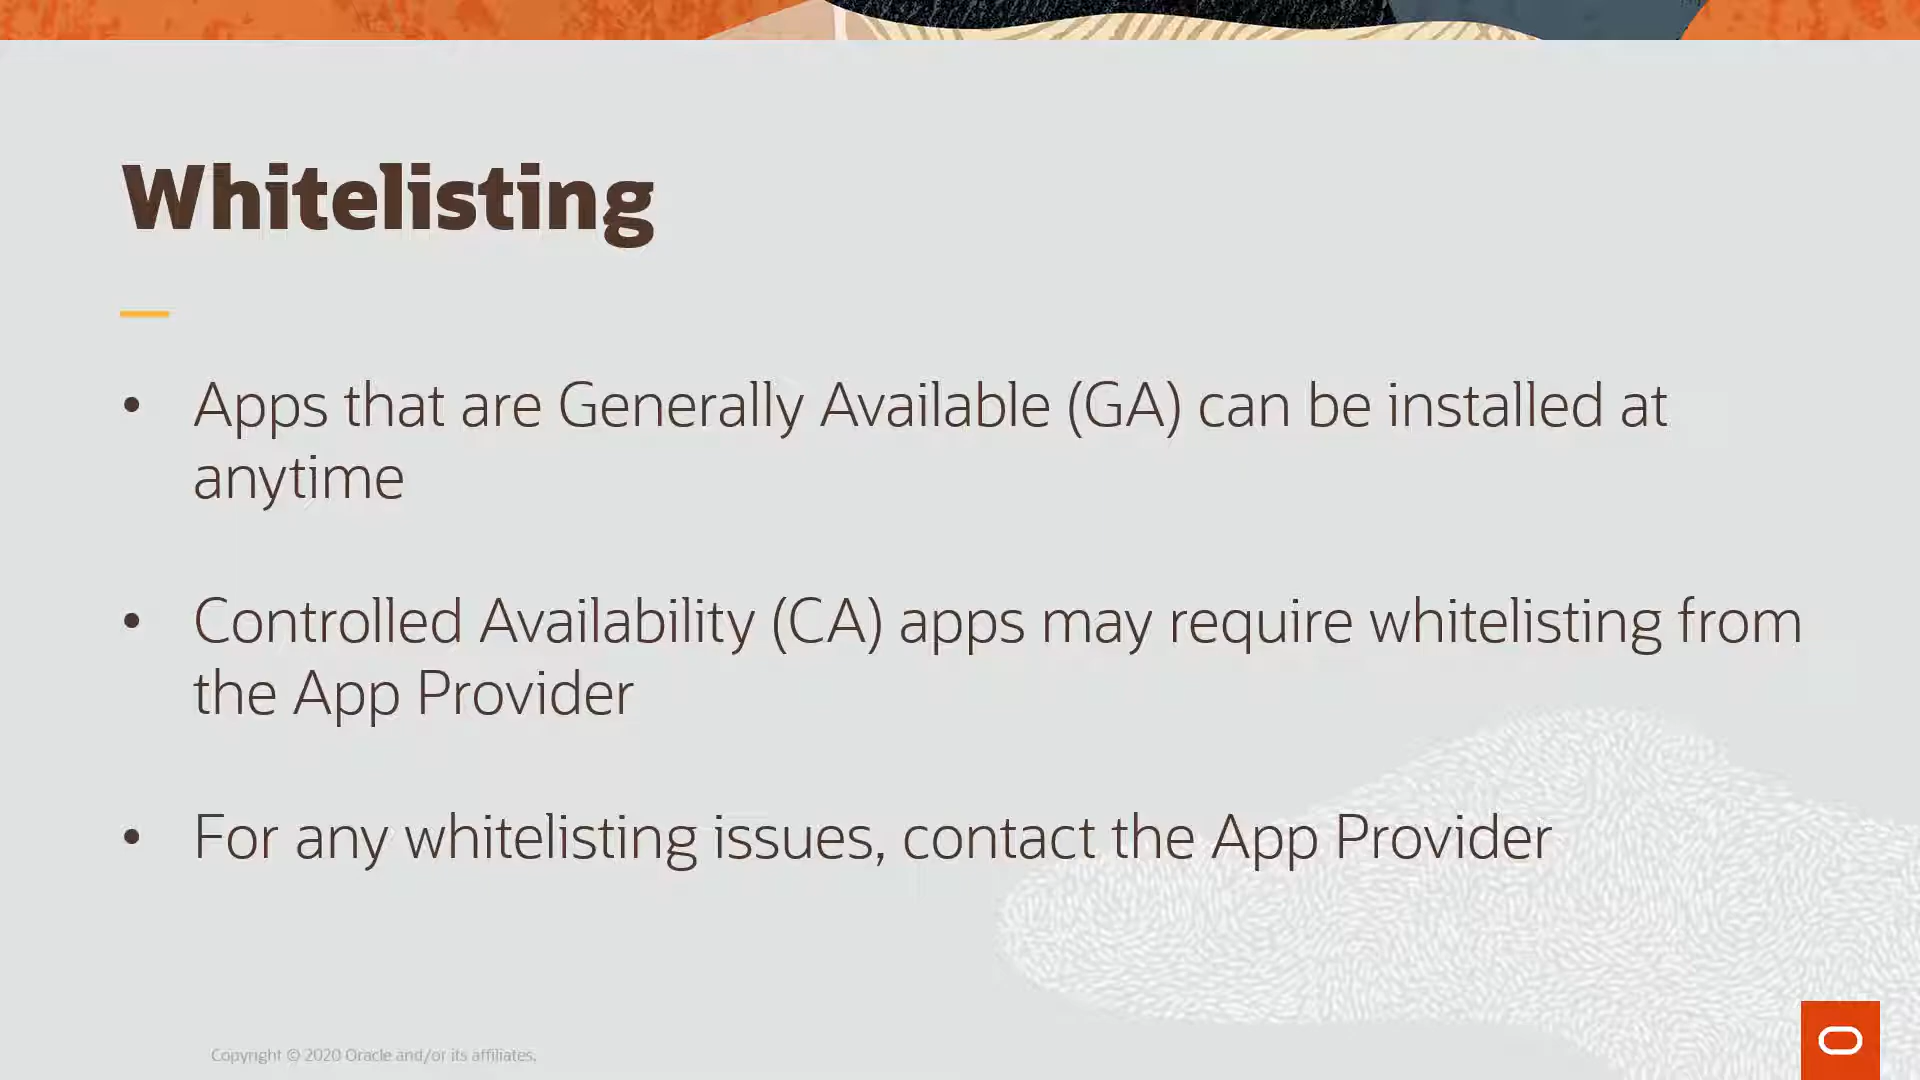 Whitelisting
• Apps that are Generally Available (GA) can be installed at
anytime
• Controlled Availability (CA) apps may require whitelisting from
the App Provider
• For any whitelisting issues, contact the App Provider
Copyright © 2020 Oracle and/or its affiliates.